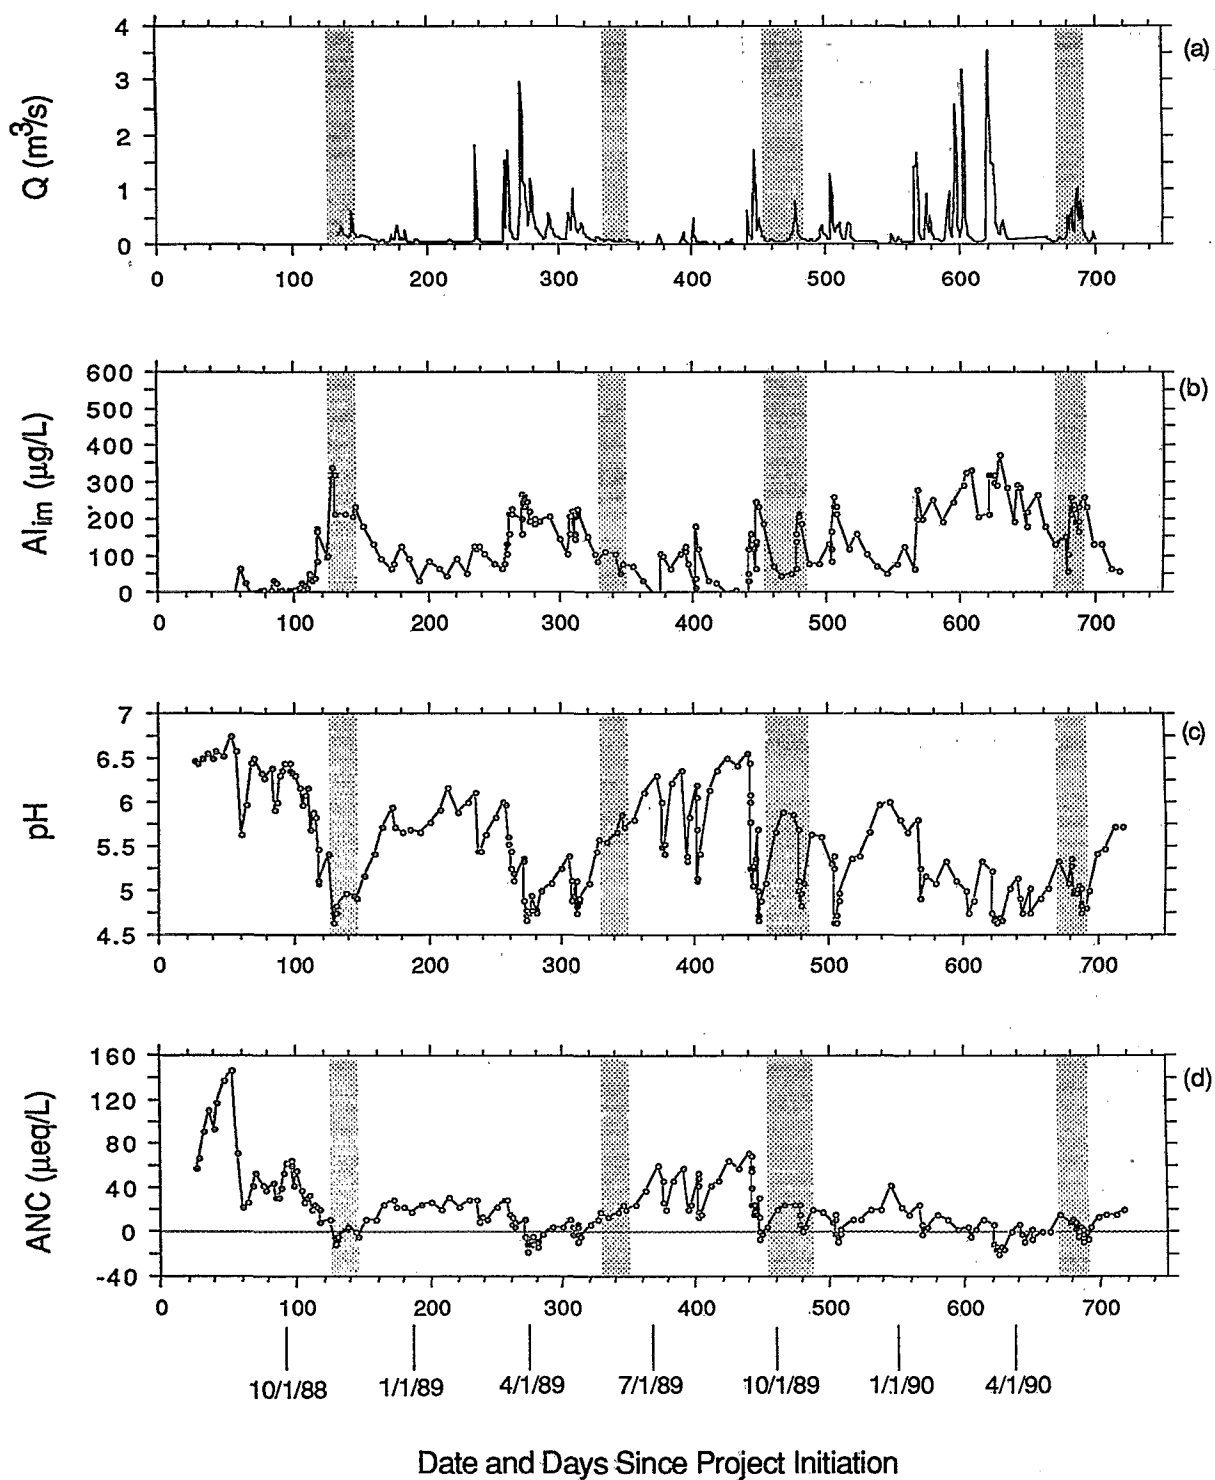 (a)
Q (m3/s)
4
3
2
1
0
0 100 200 300 400 500 600 700
(b)
Alim (µg/L)
600
500
400
300
200
100
0
0 100 200 300 400 500 600 700
(c)
pH
7
6.5
6
5.5
5.0
4.5
0 100 200 300 400 500 600 700
(d)
ANC (µeq/L)
160
120
80
40
0
-40
0 100 200 300 400 500 600 700
10/1/88 1/1/89 4/1/89 7/1/89 10/1/89 1/1/90 4/1/90
Date and Days Since Project Initiation